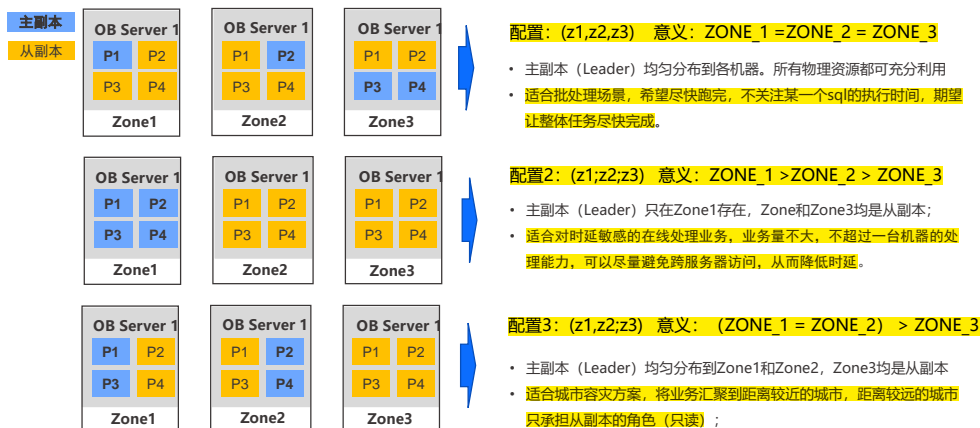 主副本
从副本
OB Server 1
P1 P2
P3 P4
Zone1
OB Server 1
P1 P2
P3 P4
Zone2
OB Server 1
P1 P2
P3 P4
Zone3
配置：(z1,z2,z3) 意义：ZONE_1 =ZONE_2 = ZONE_3
• 主副本（Leader）均匀分布到各机器。所有物理资源都可充分利用
• 适合批处理场景，希望尽快跑完，不关注某一个sql的执行时间，期望
让整体任务尽快完成。
OB Server 1
P1 P2
P3 P4
Zone1
OB Server 1
P1 P2
P3 P4
Zone2
OB Server 1
P1 P2
P3 P4
Zone3
配置2：(z1;z2;z3) 意义：ZONE_1 >ZONE_2 > ZONE_3
• 主副本（Leader）只在Zone1存在，Zone和Zone3均是从副本；
• 适合对时延敏感的在线处理业务，业务量不大，不超过一台机器的处
理能力，可以尽量避免跨服务器访问，从而降低时延。
OB Server 1
P1 P2
P3 P4
Zone1
OB Server 1
P1 P2
P3 P4
Zone2
OB Server 1
P1 P2
P3 P4
Zone3
配置3：(z1,z2;z3) 意义：（ZONE_1 = ZONE_2） > ZONE_3
• 主副本（Leader）均匀分布到Zone1和Zone2，Zone3均是从副本
• 适合城市容灾方案，将业务汇聚到距离较近的城市，距离较远的城市
只承担从副本的角色（只读）；